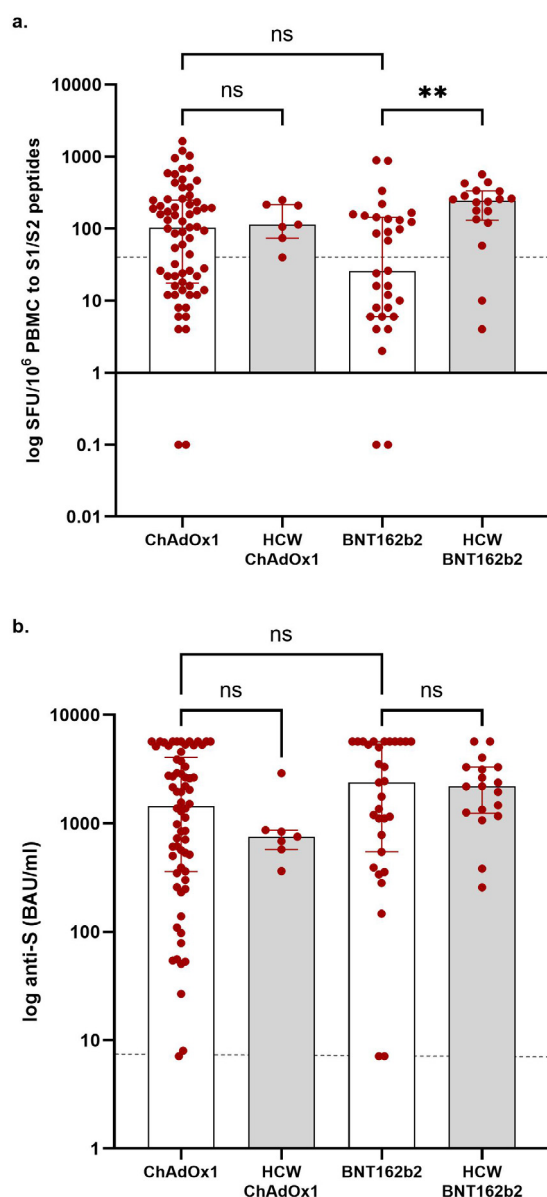 a.
ns
ns
**
10000
1000
100
10
1
0.1
0.01
log SFU/10⁶ PBMC to S1/S2 peptides
ChAdOx1
HCW
ChAdOx1
BNT162b2
HCW
BNT162b2
b.
ns
ns
ns
10000
1000
100
10
1
log anti-S (BAU/ml)
ChAdOx1
HCW
ChAdOx1
BNT162b2
HCW
BNT162b2